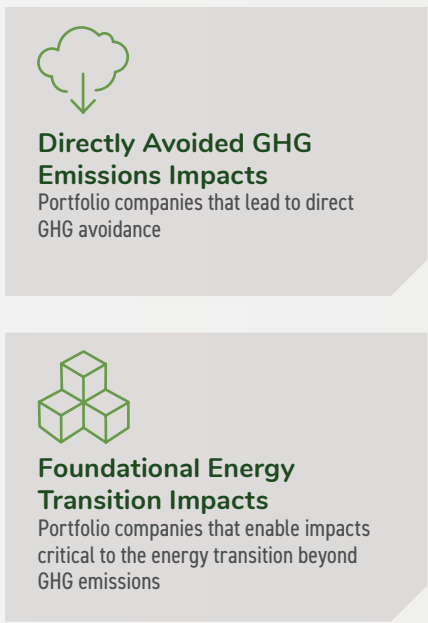 Directly Avoided GHG
Emissions Impacts
Portfolio companies that lead to direct
GHG avoidance
Foundational Energy
Transition Impacts
Portfolio companies that enable impacts
critical to the energy transition beyond
GHG emissions